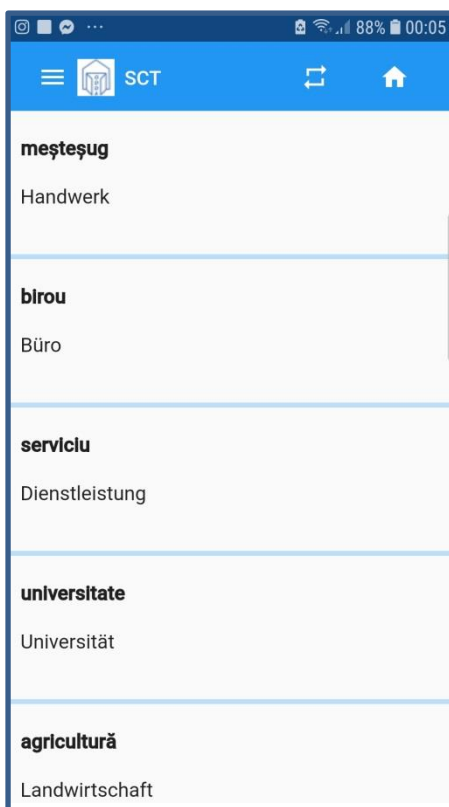 88% 00:05
SCT
meșteșug
Handwerk
birou
Büro
serviciu
Dienstleistung
universitate
Universität
agricultură
Landwirtschaft